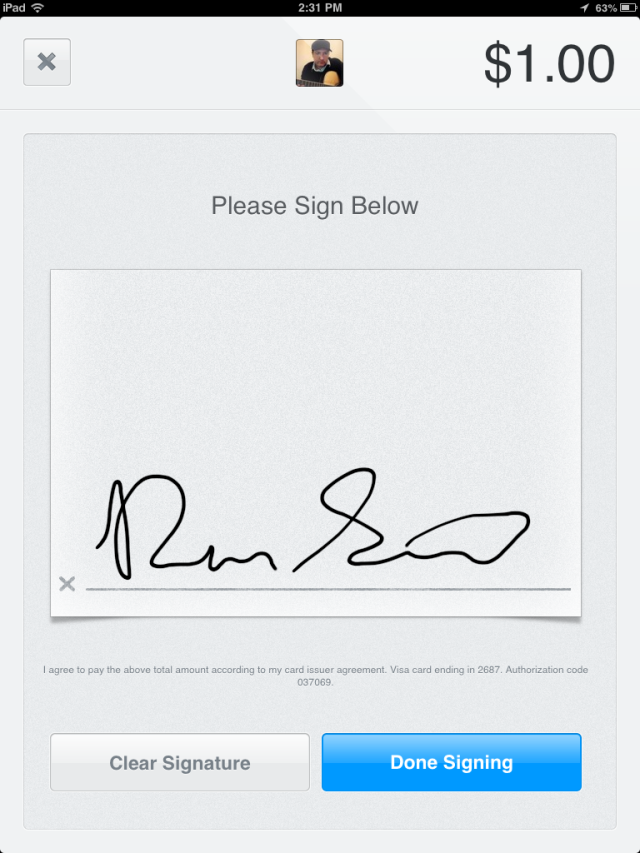 iPad 2:31 PM 63%
$1.00
Please Sign Below
I agree to pay the above total amount according to my card issuer agreement. Visa card ending in 2687. Authorization code
037069.
Clear Signature Done Signing